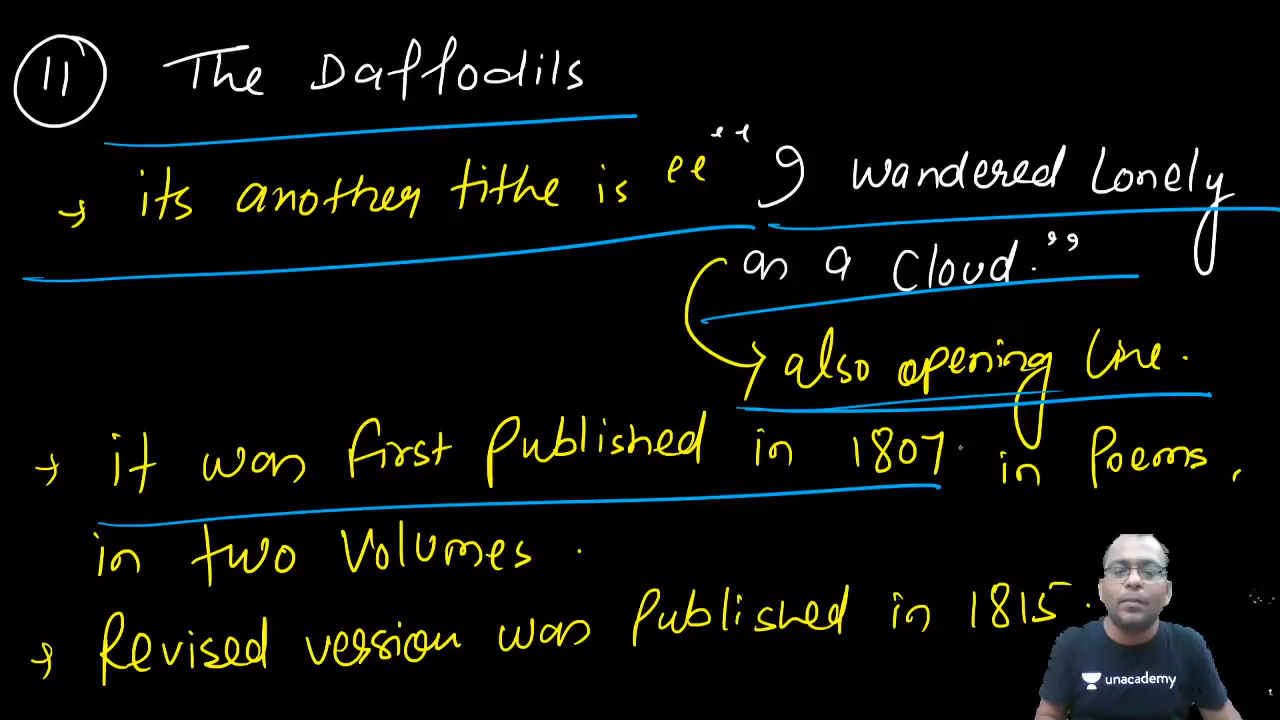 11 The Daffodils
→ its another tithe is "" "I wandered Lonely
as a Cloud."
→ also opening line.
→ it was first Published in 1807 in Poems,
in two Volumes.
→ Revised version was Published in 1815.
unacademy